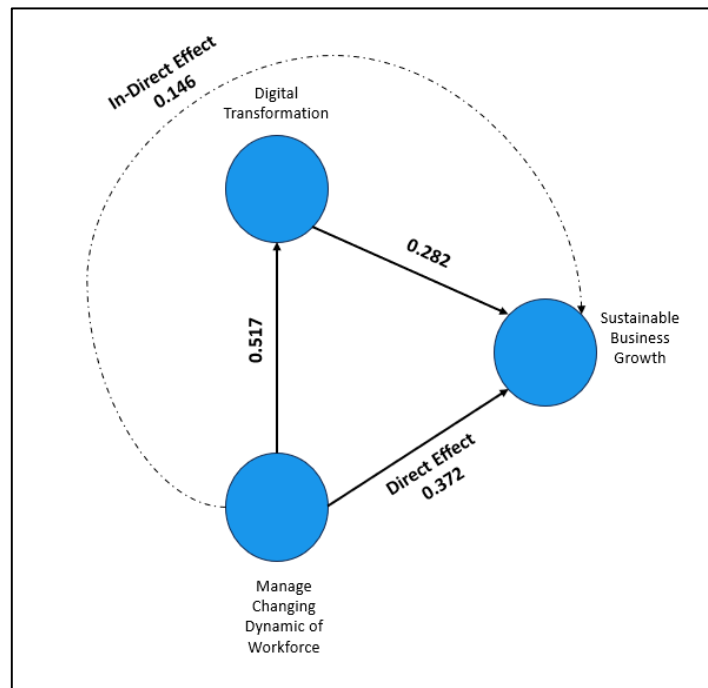 In-Direct Effect
0.146
Digital
Transformation
0.282
Sustainable
Business
Growth
0.517
Direct Effect
0.372
Manage
Changing
Dynamic of
Workforce